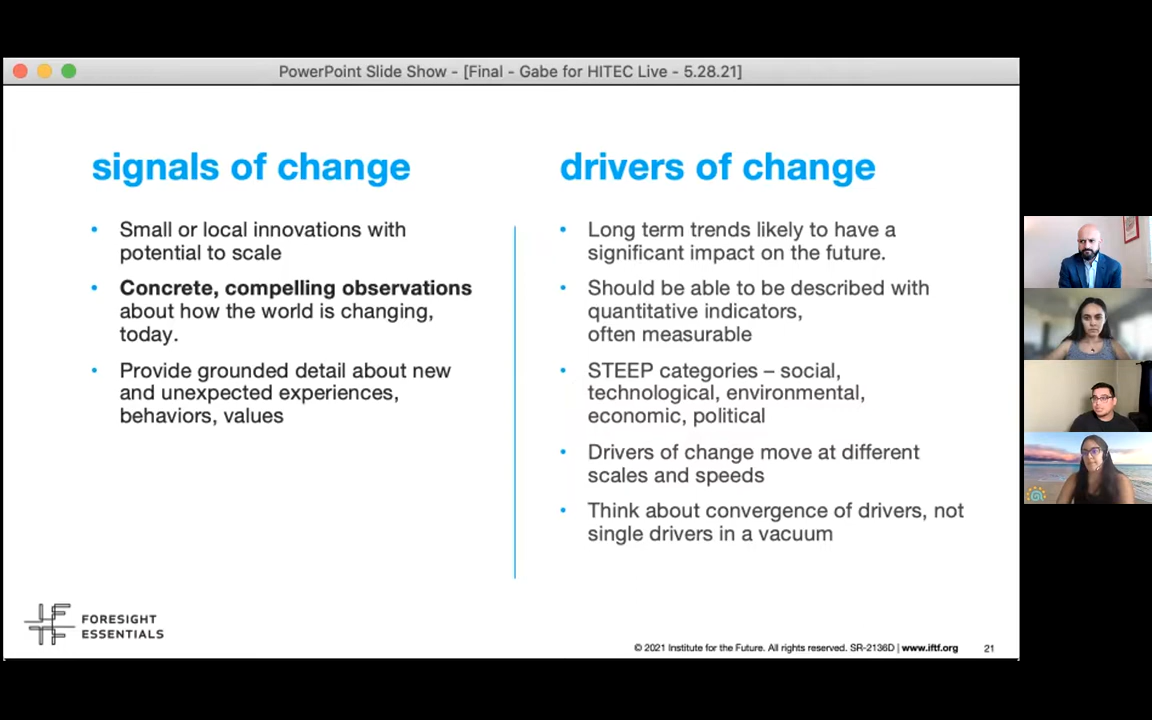 PowerPoint Slide Show - [Final - Gabe for HITEC Live - 5.28.21]
signals of change
• Small or local innovations with
potential to scale
• Concrete, compelling observations
about how the world is changing,
today.
• Provide grounded detail about new
and unexpected experiences,
behaviors, values
drivers of change
• Long term trends likely to have a
significant impact on the future.
• Should be able to be described with
quantitative indicators,
often measurable
• STEEP categories – social,
technological, environmental,
economic, political
• Drivers of change move at different
scales and speeds
• Think about convergence of drivers, not
single drivers in a vacuum
FORESIGHT
ESSENTIALS
© 2021 Institute for the Future. All rights reserved. SR-2136D | www.iftf.org
21